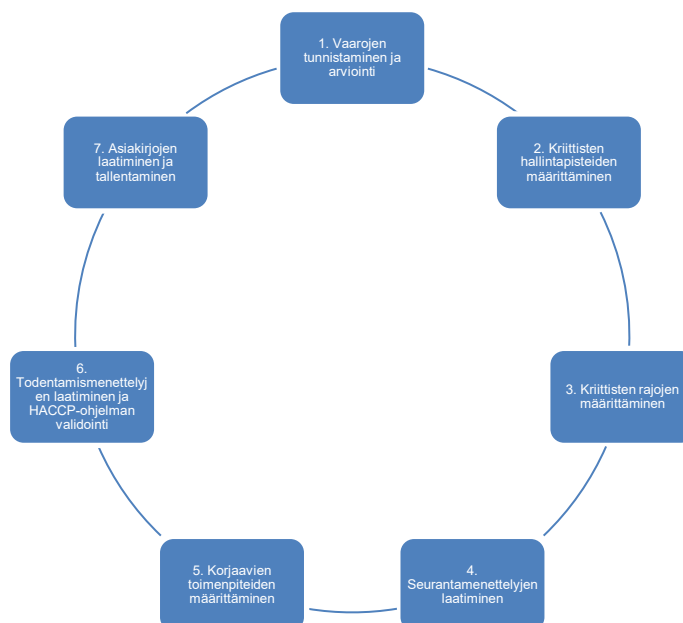 1. Vaarojen
tunnistaminen ja
arviointi
2. Kriittisten
hallintapisteiden
määrittäminen
3. Kriittisten rajojen
määrittäminen
4.
Seurantamenettelyjen
laatiminen
5. Korjaavien
toimenpiteiden
määrittäminen
6.
Todentamismenettelyj
en laatiminen ja
HACCP-ohjelman
validointi
7. Asiakirjojen
laatiminen ja
tallentaminen